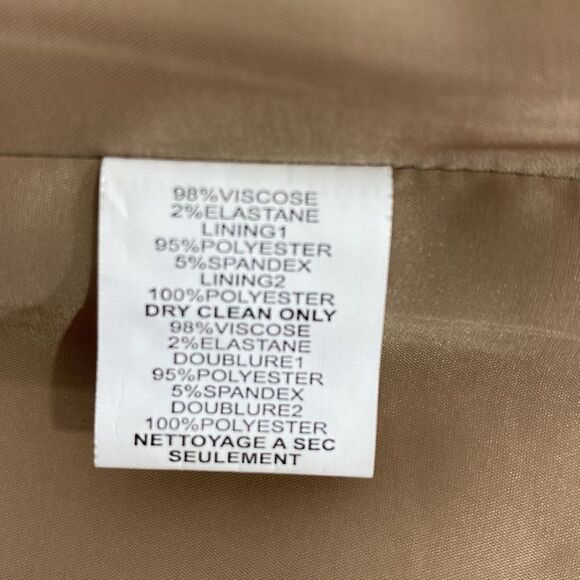 98%VISCOSE
2%ELASTANE
LINING1
95%POLYESTER
5%SPANDEX
LINING2
100%POLYESTER
DRY CLEAN ONLY
98%VISCOSE
2%ELASTANE
DOUBLURE1
95%POLYESTER
5%SPANDEX
DOUBLURE2
100%POLYESTER
NETTOYAGE A SEC
SEULEMENT